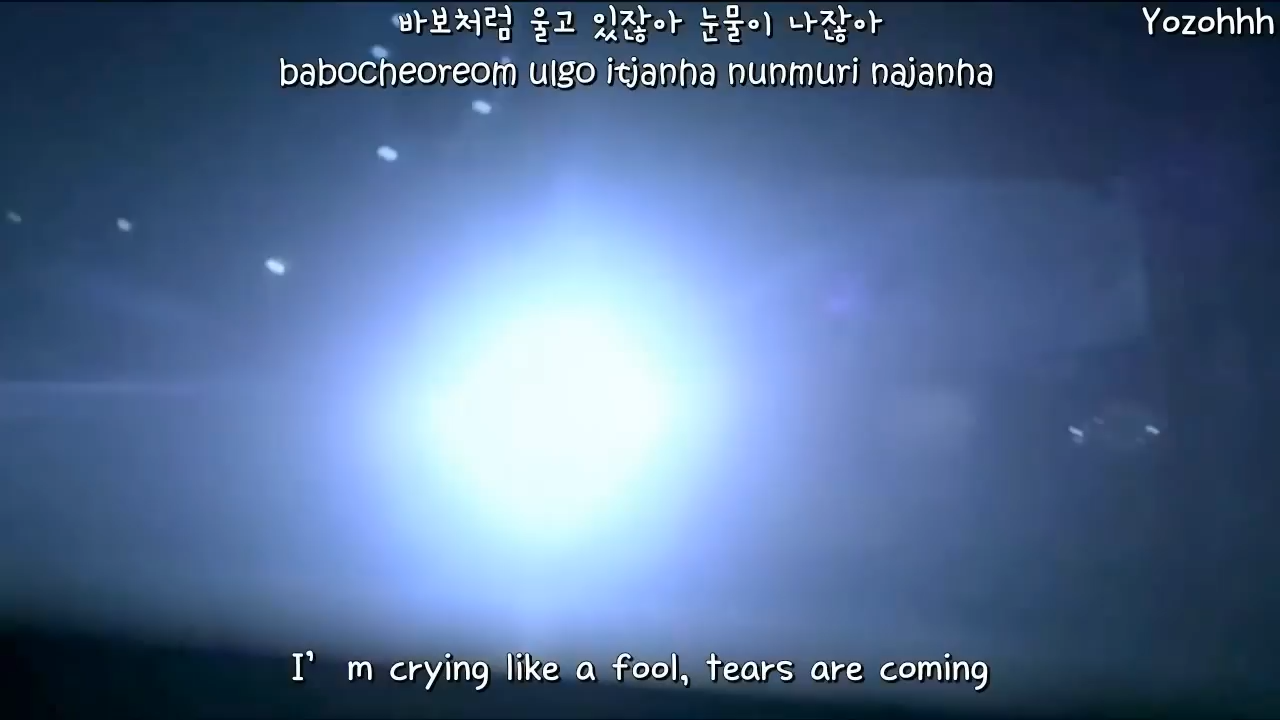 바보처럼 울고 있잖아 눈물이 나잖아
Yozohhh
babocheoreom ulgo itjanha nunmuri najanha
I'm crying like a fool, tears are coming